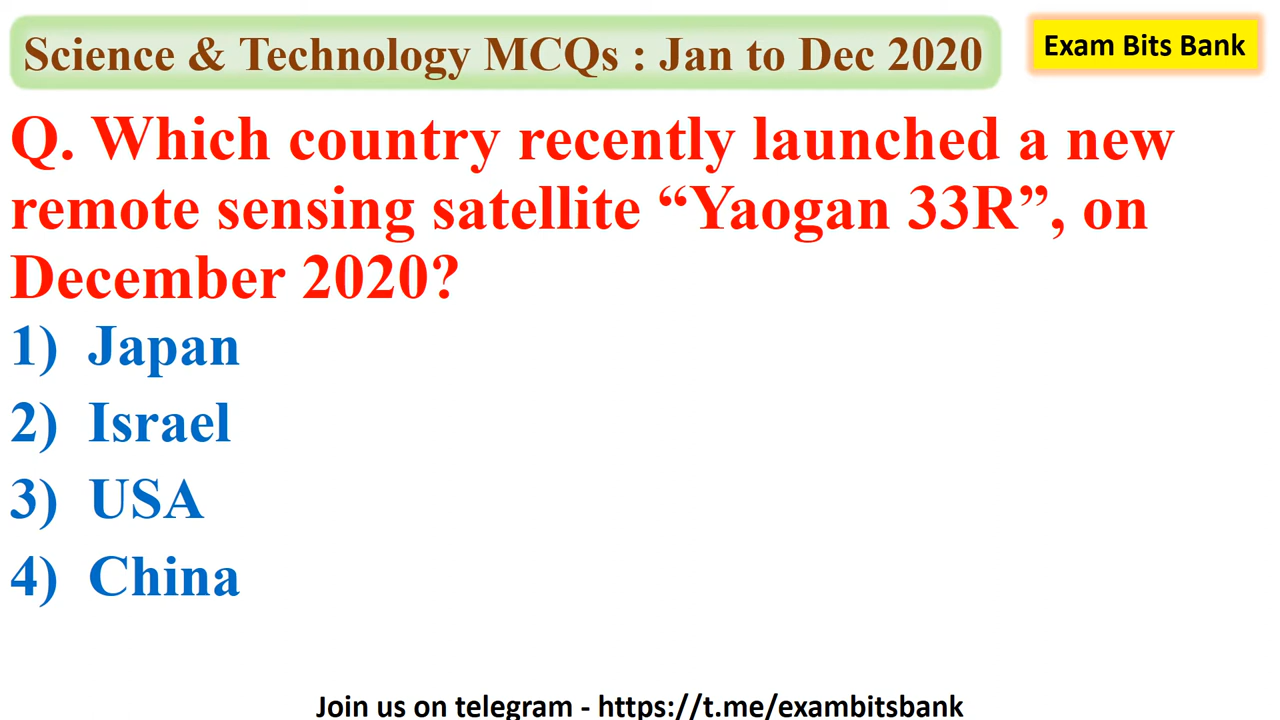 Science & Technology MCQs : Jan to Dec 2020
Exam Bits Bank
Q. Which country recently launched a new
remote sensing satellite “Yaogan 33R”, on
December 2020?
1) Japan
2) Israel
3) USA
4) China
Join us on telegram - https://t.me/exambitsbank